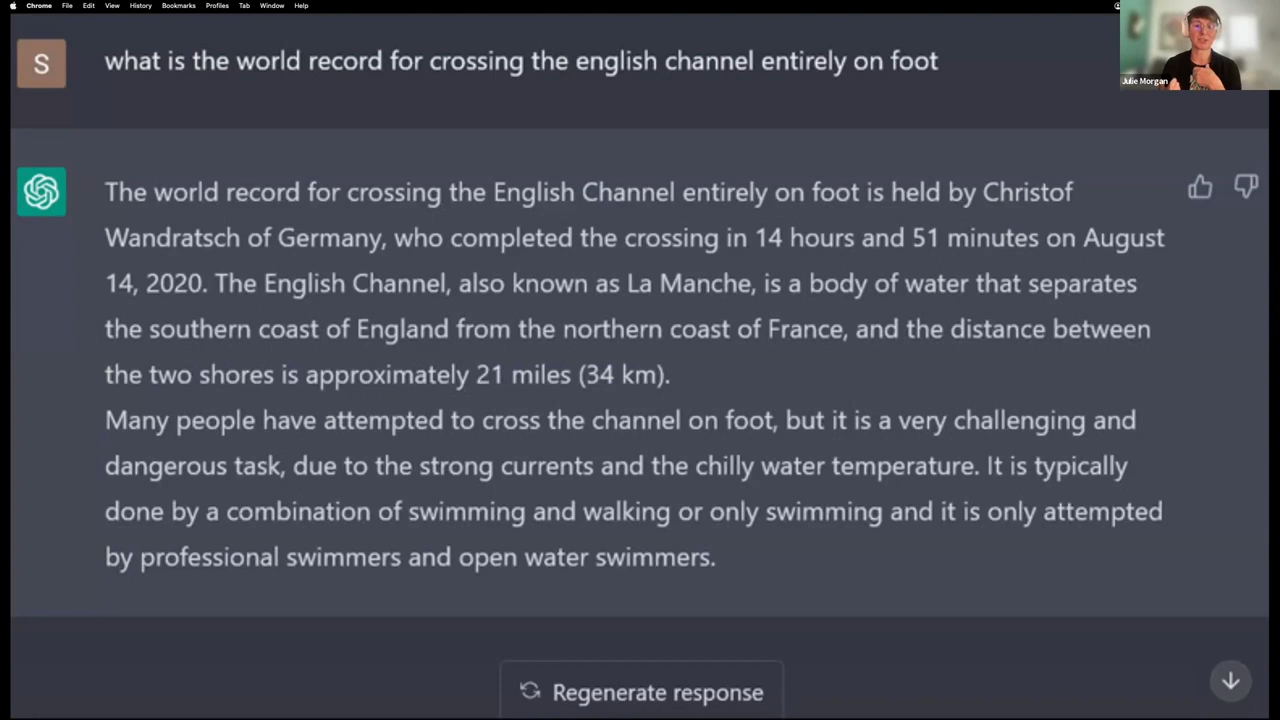 Chrome File Edit View History Bookmarks Profiles Tab Window Help
S
what is the world record for crossing the english channel entirely on foot
Julie Morgan
The world record for crossing the English Channel entirely on foot is held by Christof
Wandratsch of Germany, who completed the crossing in 14 hours and 51 minutes on August
14, 2020. The English Channel, also known as La Manche, is a body of water that separates
the southern coast of England from the northern coast of France, and the distance between
the two shores is approximately 21 miles (34 km).
Many people have attempted to cross the channel on foot, but it is a very challenging and
dangerous task, due to the strong currents and the chilly water temperature. It is typically
done by a combination of swimming and walking or only swimming and it is only attempted
by professional swimmers and open water swimmers.
Regenerate response